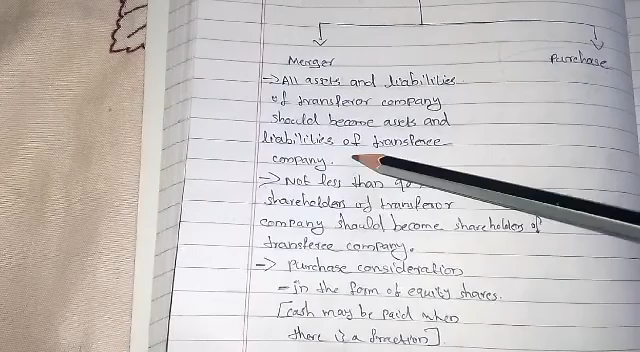 Merger Purchase
→ All assets and liabilities
of transferor company
should become assets and
liabilities of transferee
company.
→ Not less than 90
shareholders of transferor
company should become shareholders of
transferee company.
→ Purchase consideration
- in the form of equity shares.
[cash may be paid when
there is a fraction].